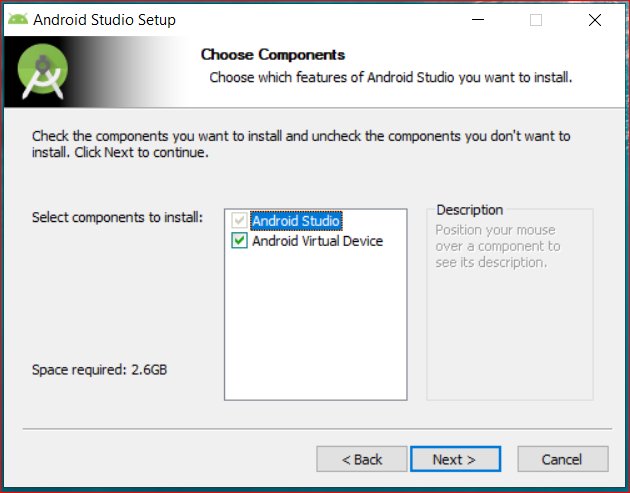 Android Studio Setup
Choose Components
Choose which features of Android Studio you want to install.
Check the components you want to install and uncheck the components you don't want to
install. Click Next to continue.
Select components to install:
Android Studio
Android Virtual Device
Description
Position your mouse
over a component to
see its description.
Space required: 2.6GB
< Back
Next >
Cancel